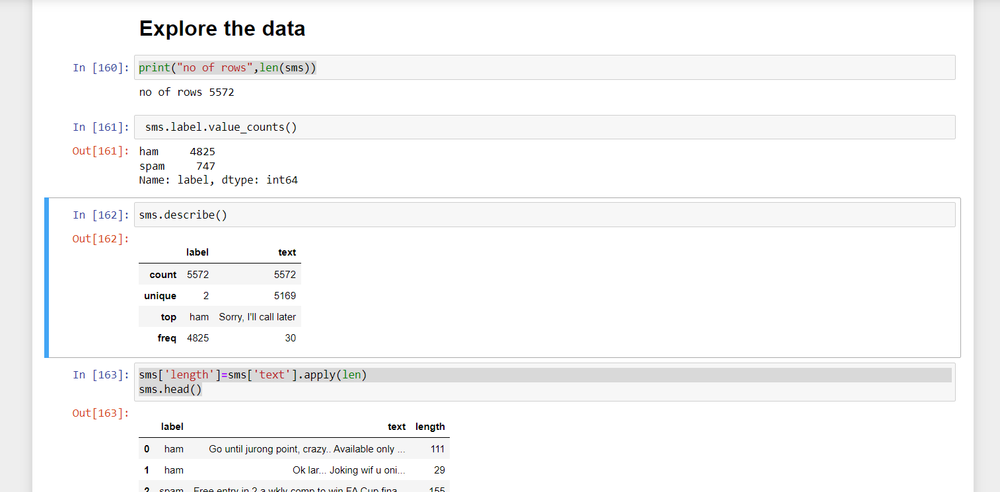 Explore the data
In [160]: print("no of rows",len(sms))
no of rows 5572
In [161]: sms.label.value_counts()
Out[161]: ham 4825
spam 747
Name: label, dtype: int64
In [162]: sms.describe()
Out[162]:
label text
count 5572 5572
unique 2 5169
top ham Sorry, I'll call later
freq 4825 30
In [163]: sms['length']=sms['text'].apply(len)
sms.head()
Out[163]:
label text length
0 ham Go until jurong point, crazy.. Available only ... 111
1 ham Ok lar... Joking wif u oni... 29
2 spam Free entry in 2 a wkly comp to win FA Cup fina... 155